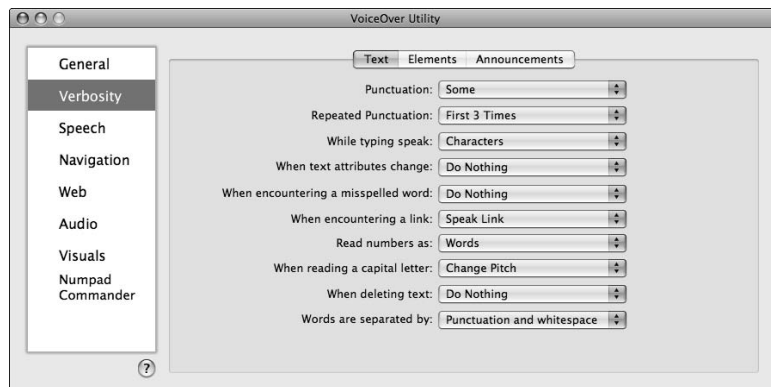 VoiceOver Utility
General
Verbosity
Speech
Navigation
Web
Audio
Visuals
Numpad
Commander
Text Elements Announcements
Punctuation: Some
Repeated Punctuation: First 3 Times
While typing speak: Characters
When text attributes change: Do Nothing
When encountering a misspelled word: Do Nothing
When encountering a link: Speak Link
Read numbers as: Words
When reading a capital letter: Change Pitch
When deleting text: Do Nothing
Words are separated by: Punctuation and whitespace
?